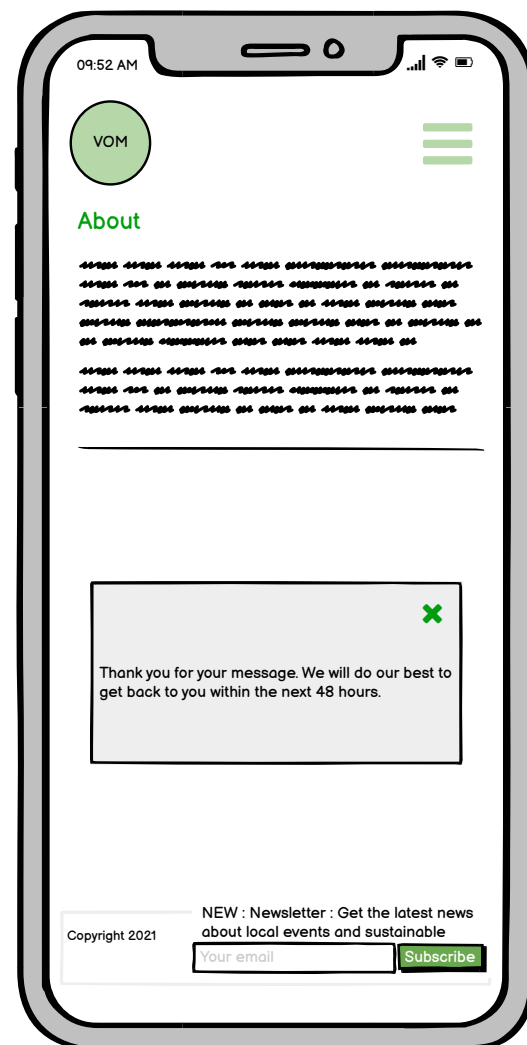 09:52 AM
VOM
About
Thank you for your message. We will do our best to
get back to you within the next 48 hours.
NEW : Newsletter : Get the latest news
about local events and sustainable
Copyright 2021
Your email
Subscribe